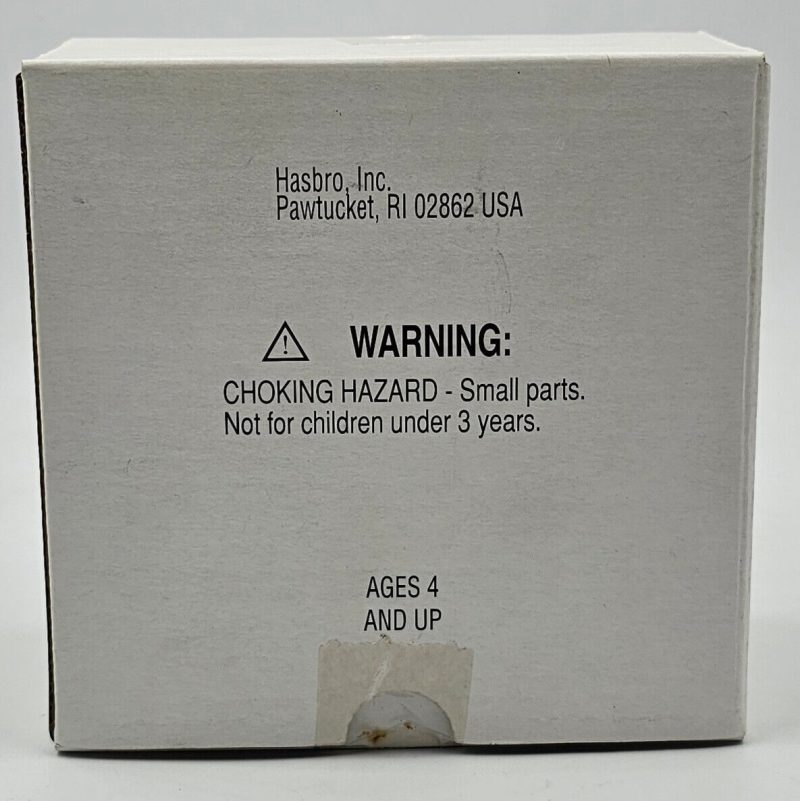 Hasbro, Inc.
Pawtucket, RI 02862 USA
WARNING:
CHOKING HAZARD - Small parts.
Not for children under 3 years.
AGES 4
AND UP